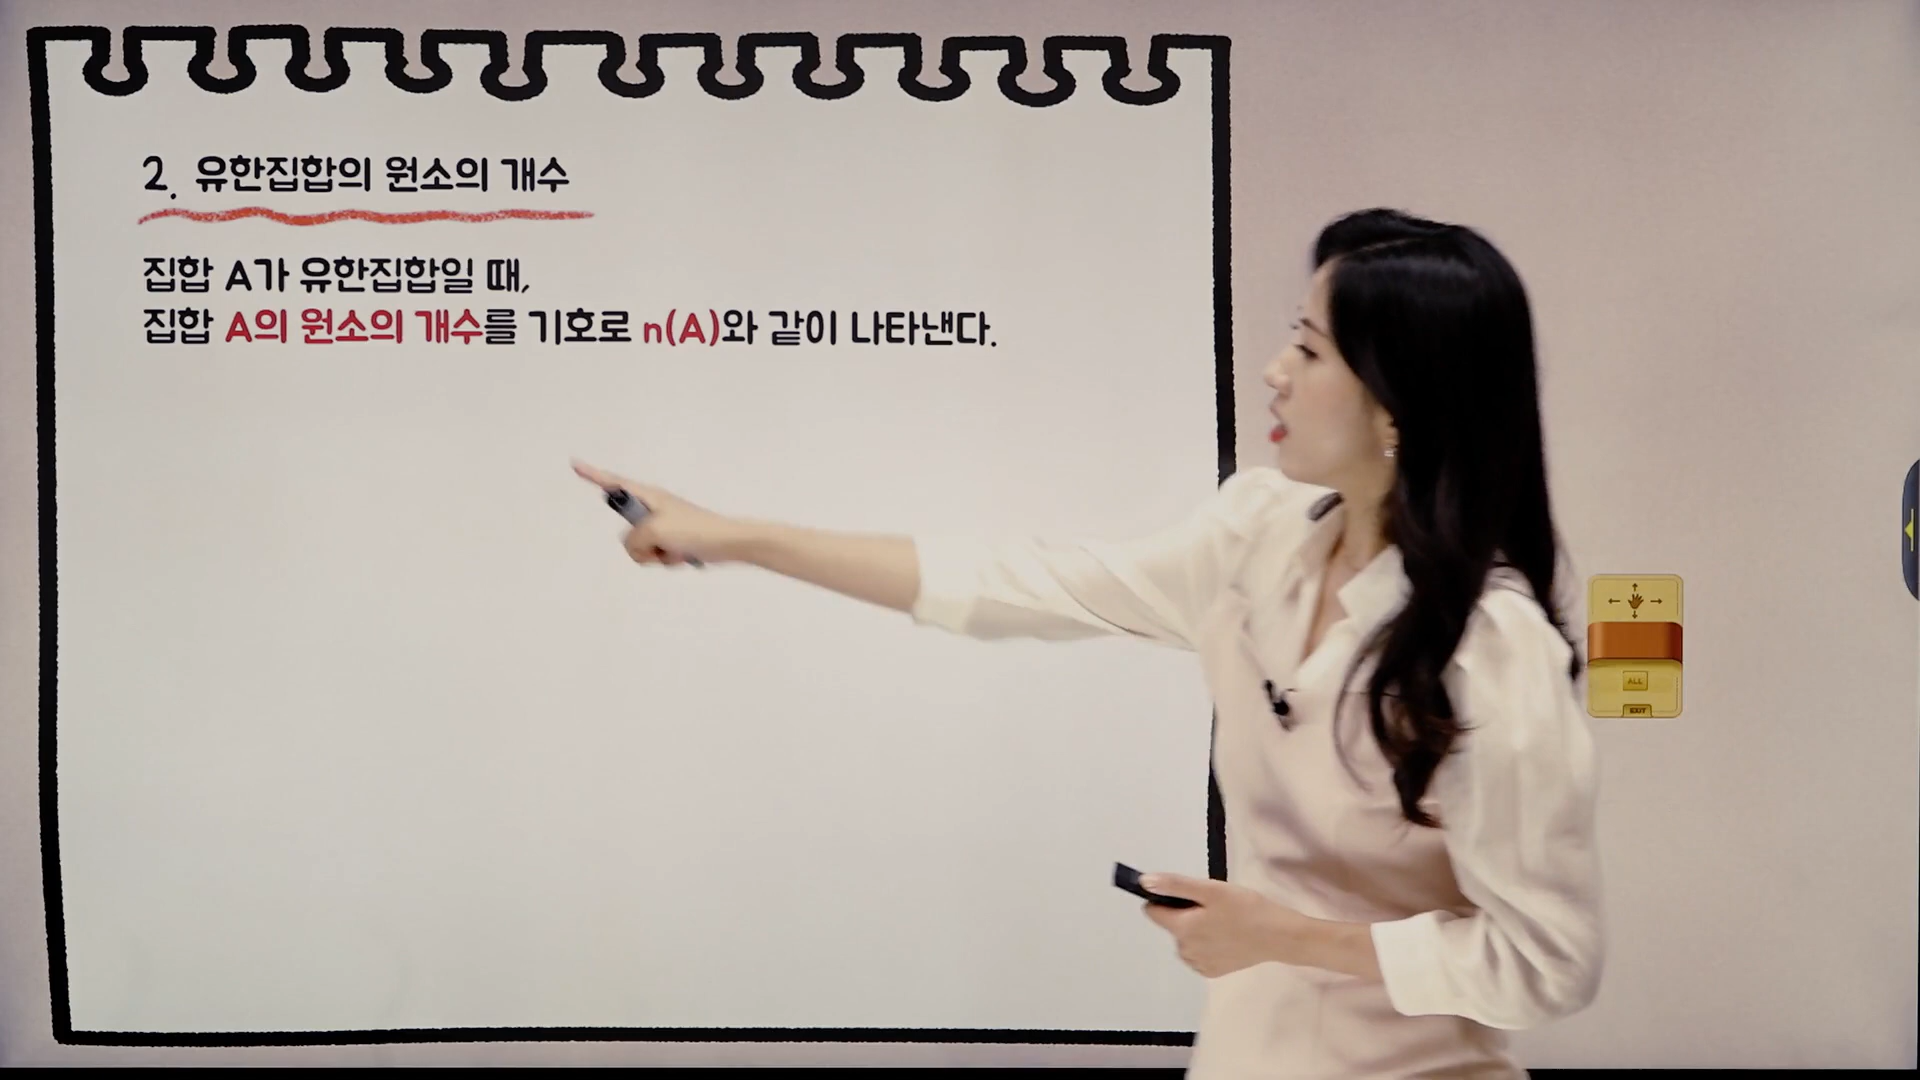 2. 유한집합의 원소의 개수
집합 A가 유한집합일 때,
집합 A의 원소의 개수를 기호로 n(A)와 같이 나타낸다.
ALL
EXIT